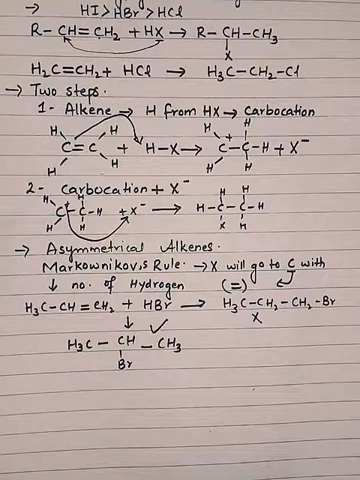 → HI > HBr > HCl
R - CH = CH₂ + HX → R - CH - CH₃
X
H₂C = CH₂ + HCl → H₃C - CH₂ - Cl
→ Two steps.
1 - Alkene → H from HX → Carbocation
H H H H
C = C + H - X → C - C - H + X⁻
+
H H H H
2 - Carbocation + X⁻
H H H H
C - C - H + X⁻ → H - C - C - H
+
H H X H
→ Asymmetrical Alkenes.
Markownikov,s Rule. → X will go to C with
↓ no. of Hydrogen (=)
H₃C - CH = CH₂ + HBr → H₃C - CH₂ - CH₂ - Br
↓ ✓ X
H₃C - CH - CH₃
Br